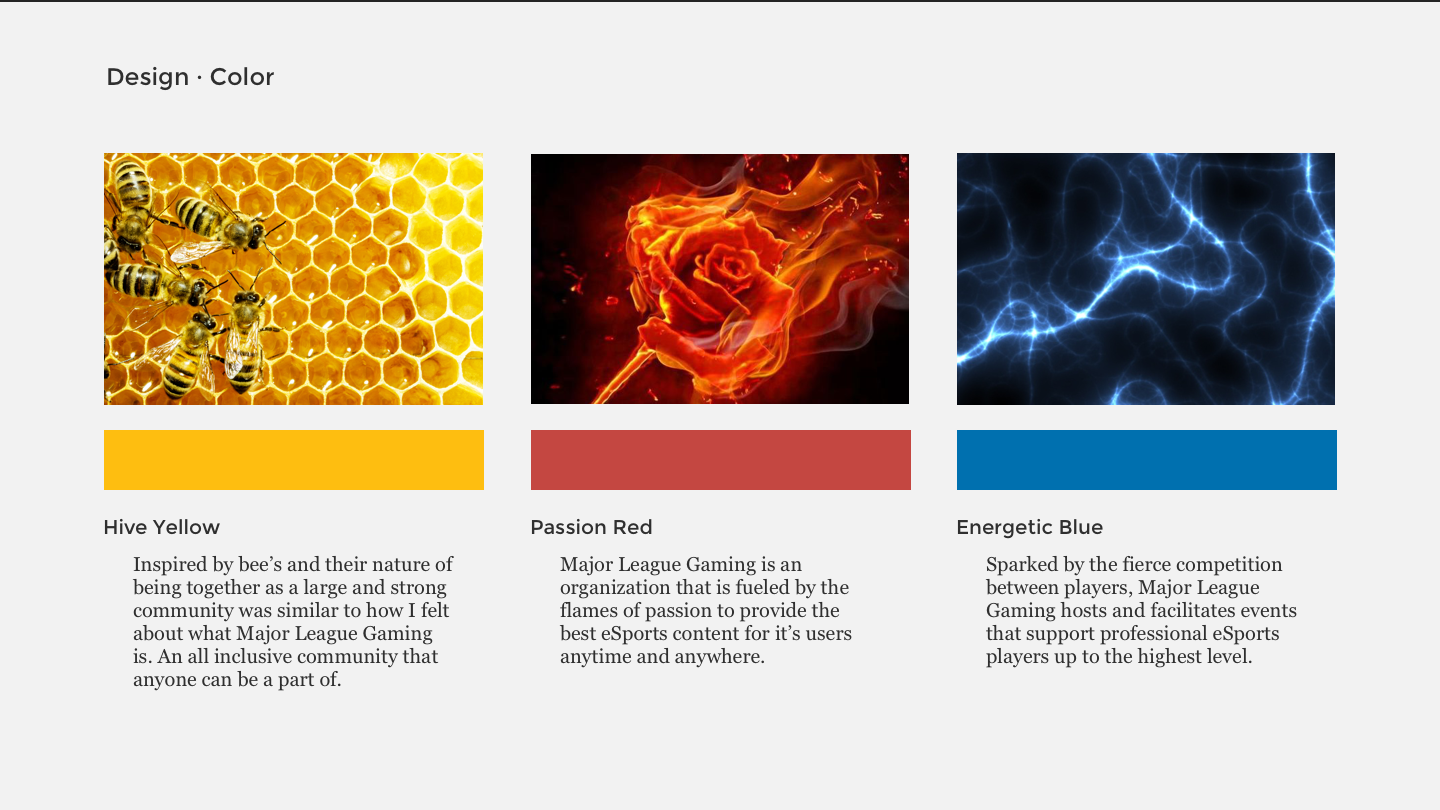 Design · Color
Hive Yellow
Inspired by bee’s and their nature of
being together as a large and strong
community was similar to how I felt
about what Major League Gaming
is. An all inclusive community that
anyone can be a part of.
Passion Red
Major League Gaming is an
organization that is fueled by the
flames of passion to provide the
best eSports content for it’s users
anytime and anywhere.
Energetic Blue
Sparked by the fierce competition
between players, Major League
Gaming hosts and facilitates events
that support professional eSports
players up to the highest level.